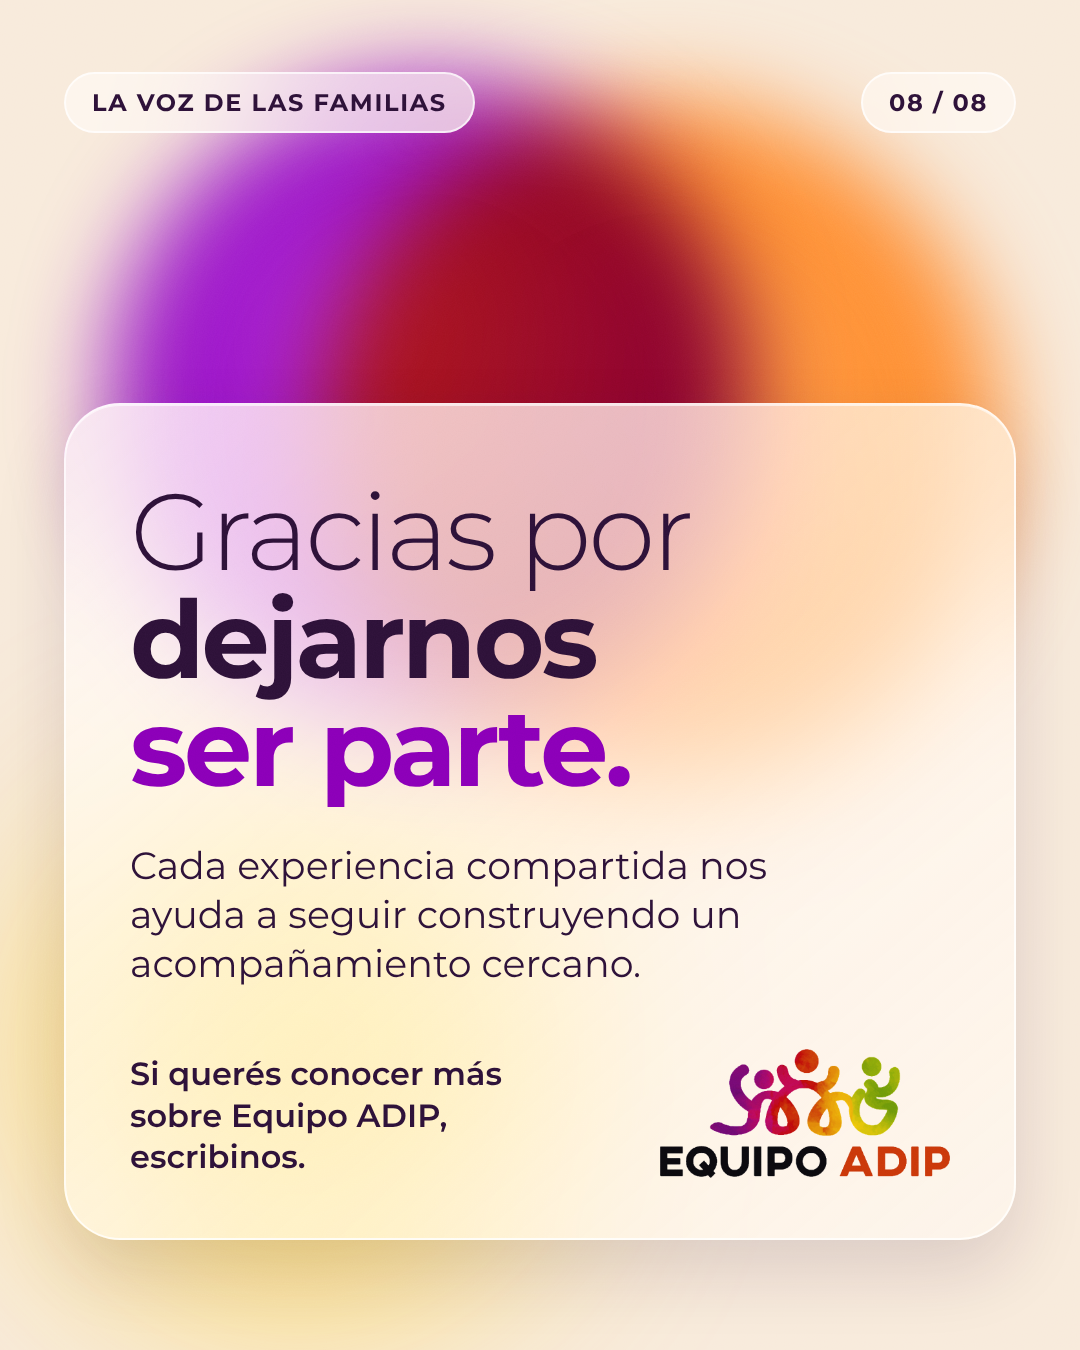 LA VOZ DE LAS FAMILIAS
08 / 08
Gracias por
dejarnos
ser parte.
Cada experiencia compartida nos
ayuda a seguir construyendo un
acompañamiento cercano.
Si querés conocer más
sobre Equipo ADIP,
escribinos.
EQUIPO ADIP